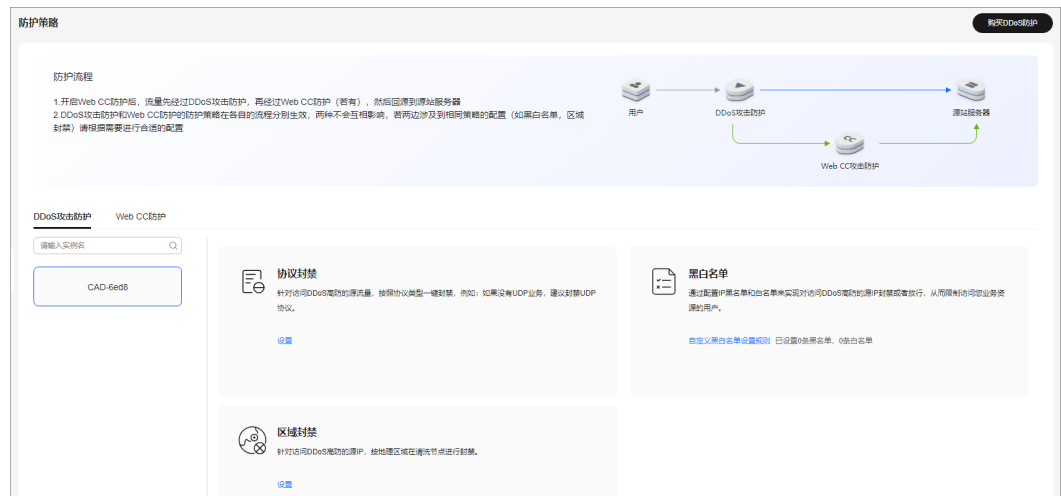 防护策略
购买DDoS防护
防护流程
1.开启Web CC防护后，流量先经过DDoS攻击防护，再经过Web CC防护（若有），然后回源到源站服务器
2.DDoS攻击防护和Web CC防护的防护策略在各自的流程分别生效，两种不会互相影响，若两边涉及到相同策略的配置（如黑白名单，区域
封禁）请根据需要进行合适的配置
用户
DDoS攻击防护
源站服务器
Web CC攻击防护
DDoS攻击防护
Web CC防护
请输入实例名
CAD-6ed8
协议封禁
针对访问DDoS高防的源流量，按照协议类型一键封禁，例如：如果没有UDP业务，建议封禁UDP
协议。
设置
黑白名单
通过配置IP黑名单和白名单来实现对访问DDoS高防的源IP封禁或者放行，从而限制访问您业务资
源的用户。
自定义黑白名单设置规则 已设置0条黑名单，0条白名单
区域封禁
针对访问DDoS高防的源IP，按地理区域在清洗节点进行封禁。
设置